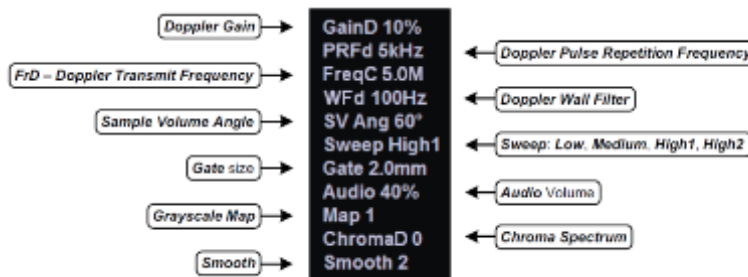 Doppler Gain
GainD 10%
PRFd 5kHz
Doppler Pulse Repetition Frequency
FrD – Doppler Transmit Frequency
FreqC 5.0M
WFd 100Hz
Doppler Wall Filter
Sample Volume Angle
SV Ang 60°
Sweep High1
Sweep: Low, Medium, High1, High2
Gate size
Gate 2.0mm
Audio 40%
Audio Volume
Grayscale Map
Map 1
ChromaD 0
Chroma Spectrum
Smooth
Smooth 2